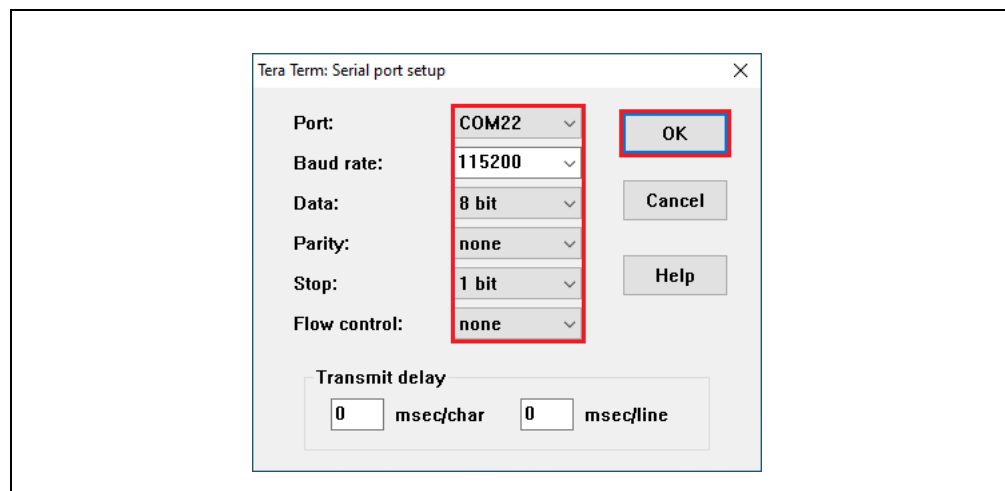 Tera Term: Serial port setup
Port: COM22 OK
Baud rate: 115200
Data: 8 bit Cancel
Parity: none
Stop: 1 bit Help
Flow control: none
Transmit delay
0 msec/char 0 msec/line